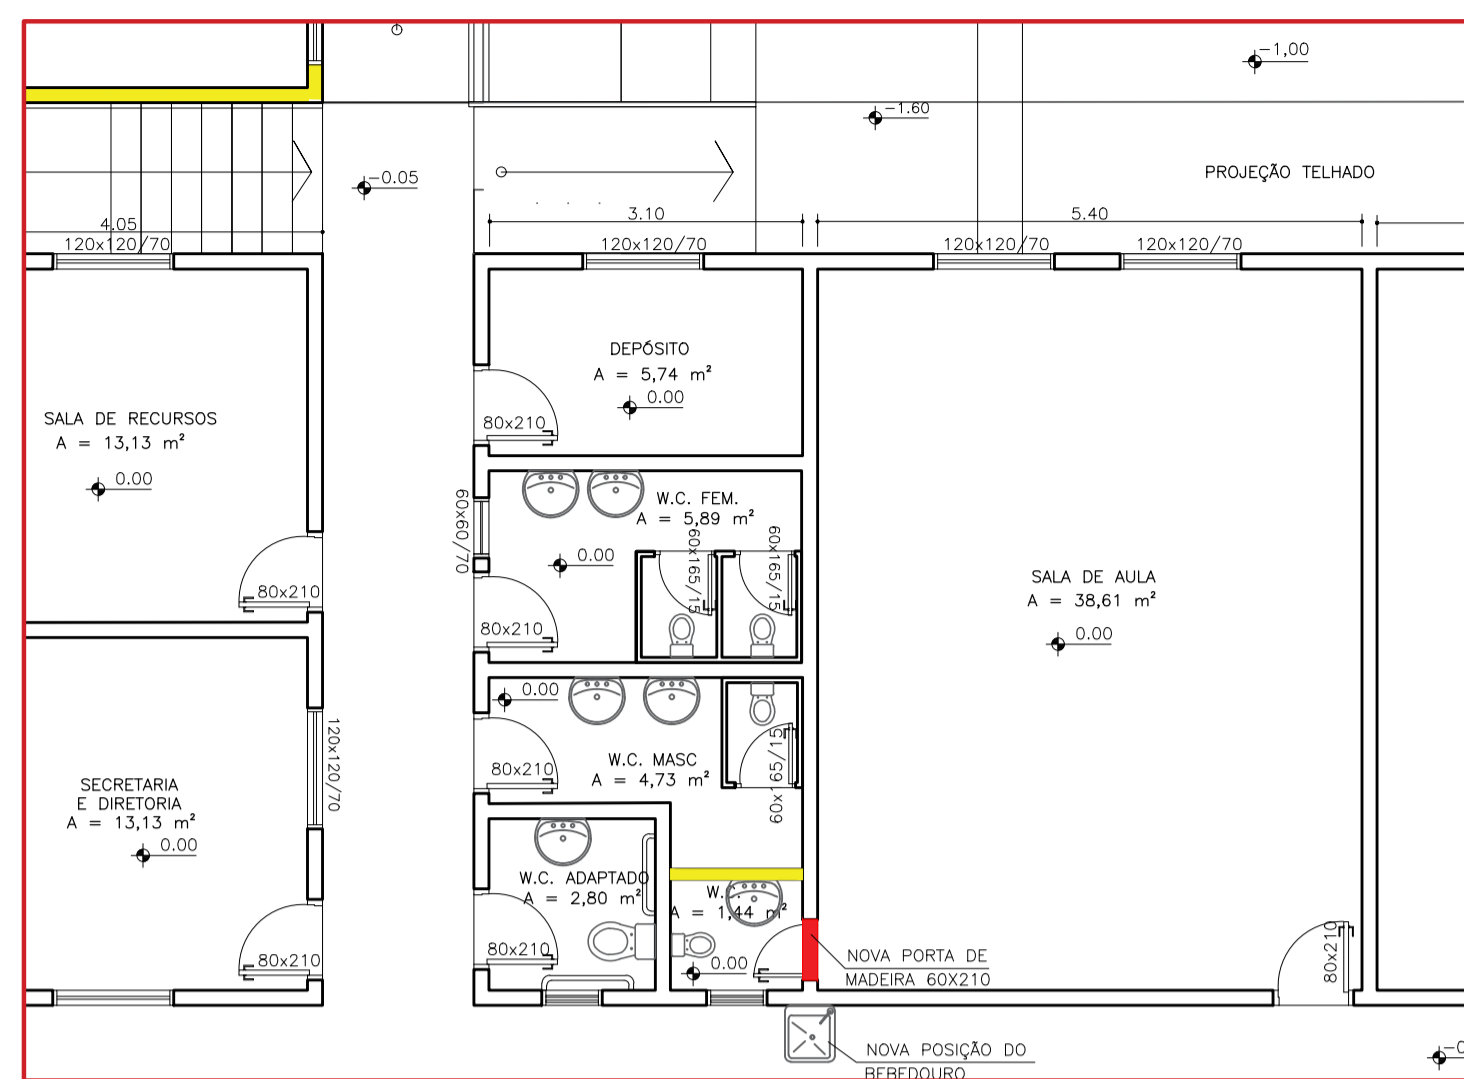 -1,00
-1.60
-0.05
PROJEÇÃO TELHADO
4.05
3.10
5.40
120x120/70
120x120/70
120x120/70
120x120/70
DEPÓSITO
A = 5,74 m²
0.00
80x210
SALA DE RECURSOS
A = 13,13 m²
0.00
80x210
60x60/70
W.C. FEM.
A = 5,89 m²
0.00
60x165/15
60x165/15
80x210
SALA DE AULA
A = 38,61 m²
0.00
0.00
W.C. MASC
A = 4,73 m²
80x210
60x165/15
120x120/70
SECRETARIA
E DIRETORIA
A = 13,13 m²
0.00
80x210
W.C. ADAPTADO
A = 2,80 m²
80x210
A = 1,44 m²
0.00
NOVA PORTA DE
MADEIRA 60X210
80x210
NOVA POSIÇÃO DO
BEBEDOURO